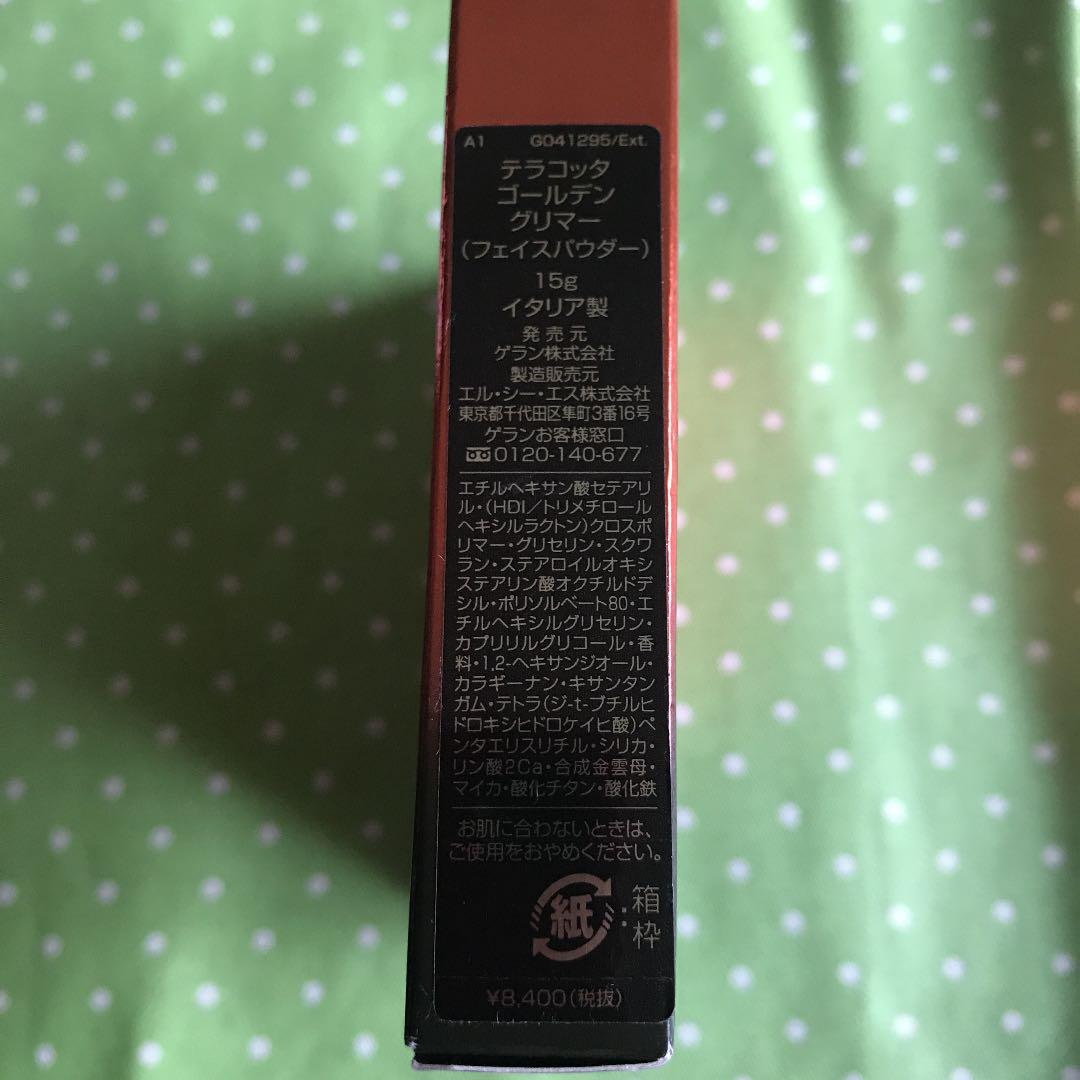 A1 G041295/Ext.
テラコッタ
ゴールデン
グリマー
(フェイスパウダー)
15g
イタリア製
発売元
ゲラン株式会社
製造販売元
エル・シー・エス株式会社
東京都千代田区隼町3番16号
ゲランお客様窓口
0120-140-677
エチルヘキサン酸セテアリ
ル・(HDI/トリメチロール
ヘキシルラクトン)クロスポ
リマー・グリセリン・スクワ
ラン・ステアロイルオキシ
ステアリン酸オクチルドデ
シル・ポリソルベート80・エ
チルヘキシルグリセリン・
カプリリルグリコール・香
料・1,2-ヘキサンジオール・
カラギーナン・キサンタン
ガム・テトラ(ジ-t-ブチルヒ
ドロキシヒドロケイヒ酸)ペ
ンタエリスリチル・シリカ・
リン酸2Ca・合成金雲母・
マイカ・酸化チタン・酸化鉄
お肌に合わないときは、
ご使用をおやめください。
紙:箱
枠
¥8,400(税抜)